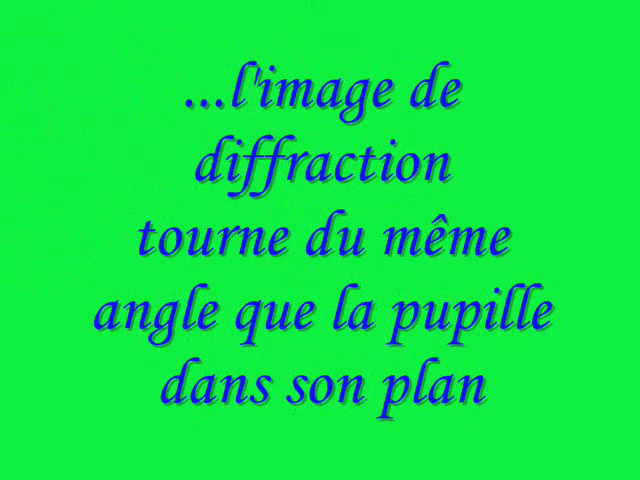 ...l'image de
diffraction
tourne du même
angle que la pupille
dans son plan